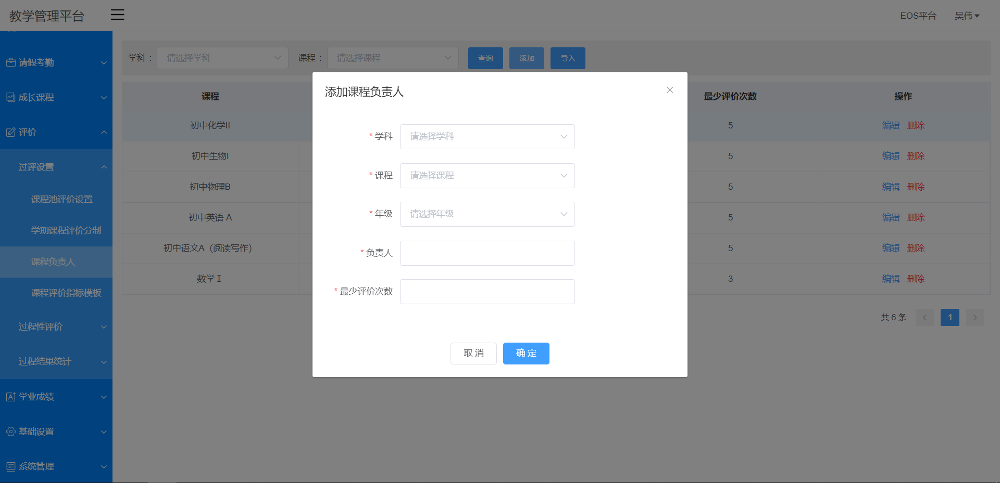 教学管理平台
EOS平台 吴伟
请假考勤
成长课程
评价
过评设置
课程池评价设置
学期课程评价分制
课程负责人
课程评价指标模板
过程性评价
过程结果统计
学业成绩
基础设置
系统管理
学科： 请选择学科 课程： 请选择课程 查询 添加 导入
课程 最少评价次数 操作
初中化学II 5 编辑 删除
初中生物I 5 编辑 删除
初中物理B 5 编辑 删除
初中英语 A 5 编辑 删除
初中语文A（阅读写作） 5 编辑 删除
数学 I 3 编辑 删除
共 6 条 1
添加课程负责人
* 学科 请选择学科
* 课程 请选择课程
* 年级 请选择年级
* 负责人
* 最少评价次数
取 消 确 定